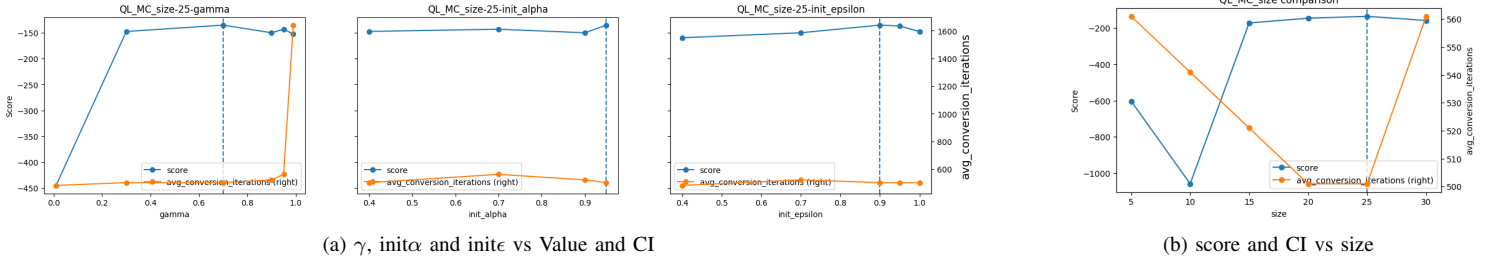 QL_MC_size-25-gamma
Score
−150
−200
−250
−300
−350
−400
−450
0.0 0.2 0.4 0.6 0.8 1.0
gamma
score
avg_conversion_iterations (right)
QL_MC_size-25-init_alpha
0.4 0.5 0.6 0.7 0.8 0.9
init_alpha
score
avg_conversion_iterations (right)
QL_MC_size-25-init_epsilon
0.4 0.5 0.6 0.7 0.8 0.9 1.0
init_epsilon
score
avg_conversion_iterations (right)
1600
1400
1200
1000
800
600
avg_conversion_iterations
(a) γ, initα and initϵ vs Value and CI
QL_MC_size comparison
Score
−200
−400
−600
−800
−1000
5 10 15 20 25 30
size
score
avg_conversion_iterations (right)
560
550
540
530
520
510
500
avg_conversion_iterations
(b) score and CI vs size